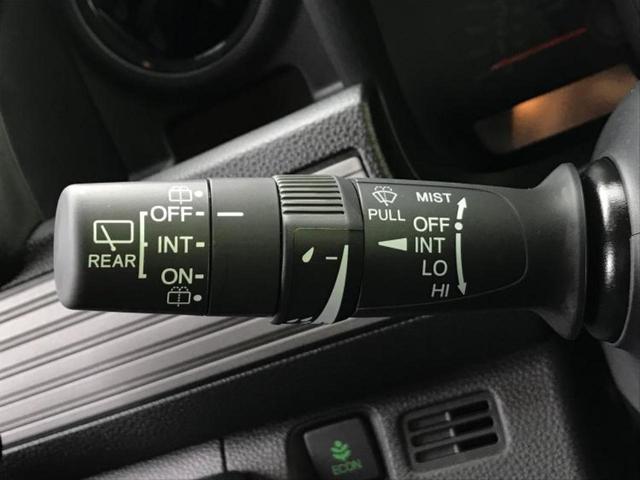 REAR
OFF
INT
ON
PULL
MIST
OFF
INT
LO
HI
ECON